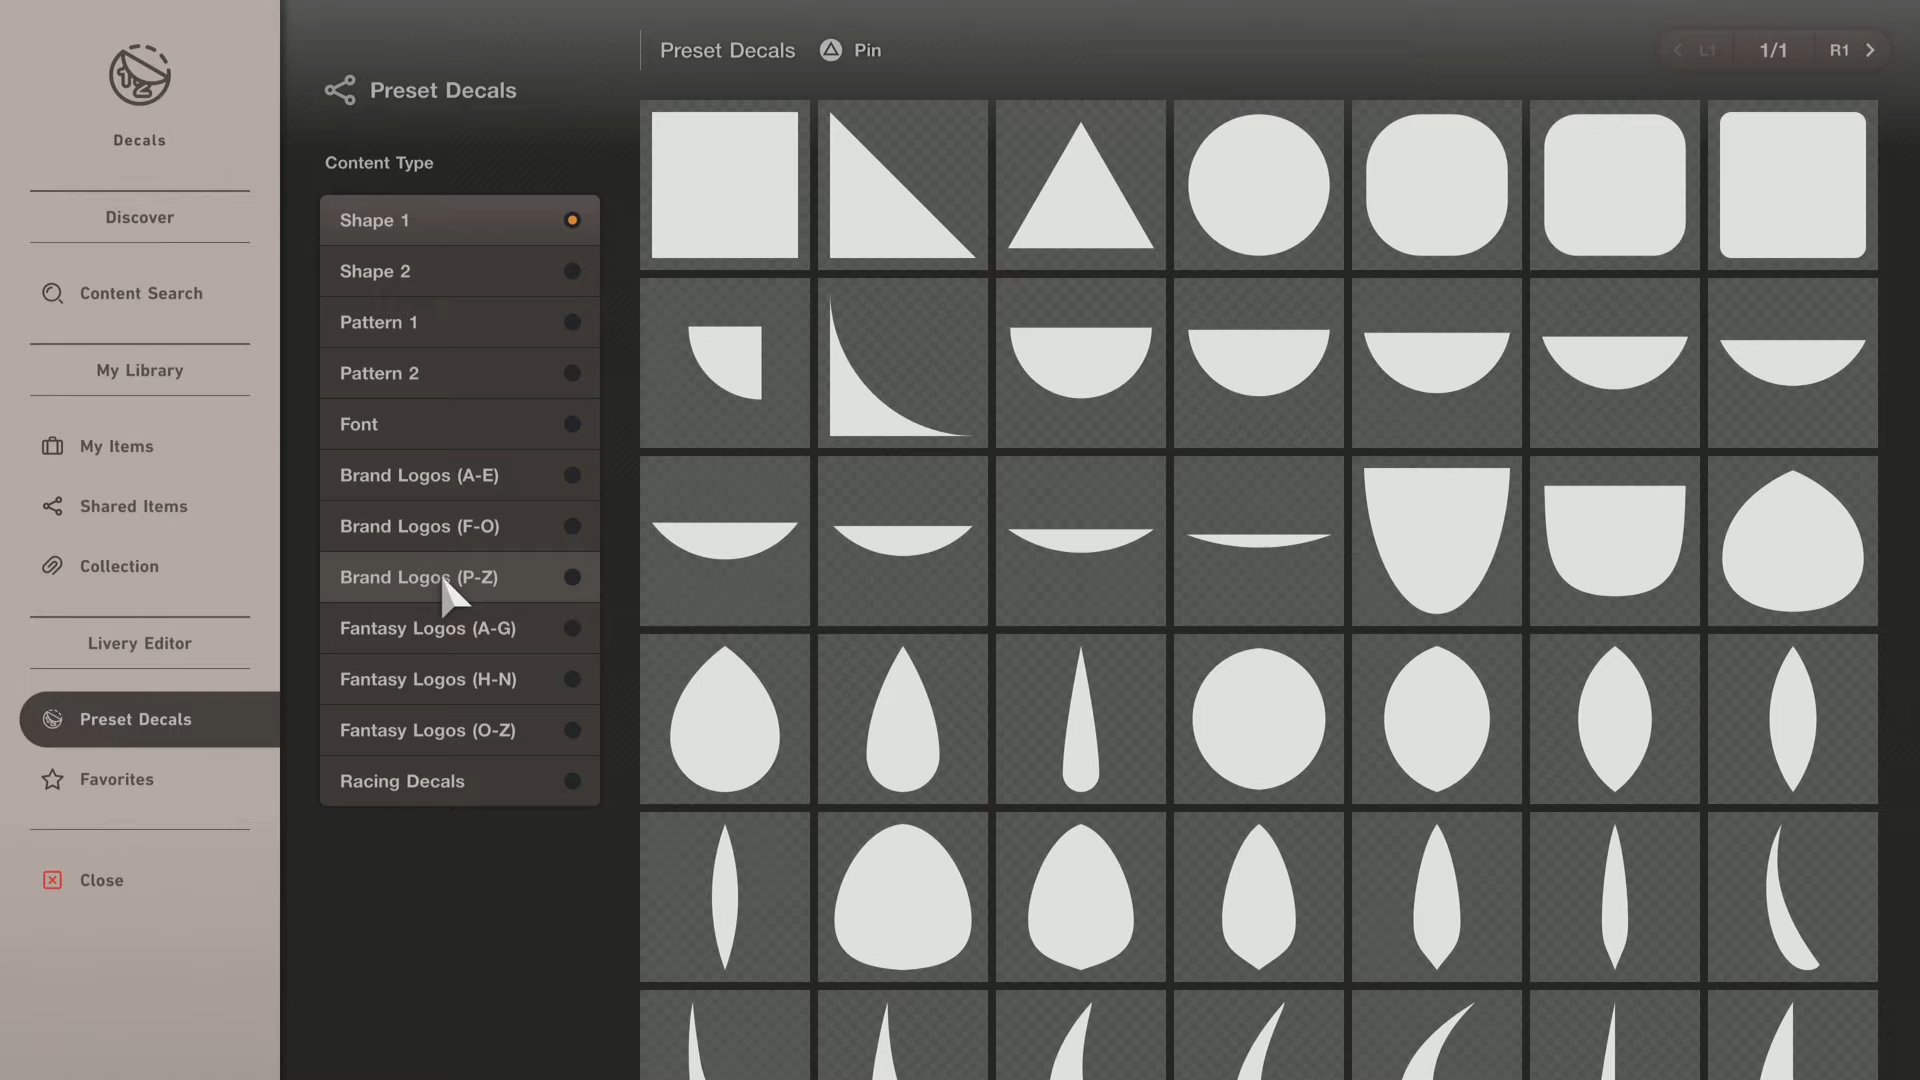 Decals
Discover
Content Search
My Library
My Items
Shared Items
Collection
Livery Editor
Preset Decals
Favorites
Close
Preset Decals
Content Type
Shape 1
Shape 2
Pattern 1
Pattern 2
Font
Brand Logos (A-E)
Brand Logos (F-O)
Brand Logos (P-Z)
Fantasy Logos (A-G)
Fantasy Logos (H-N)
Fantasy Logos (O-Z)
Racing Decals
Preset Decals Pin
L1 1/1 R1